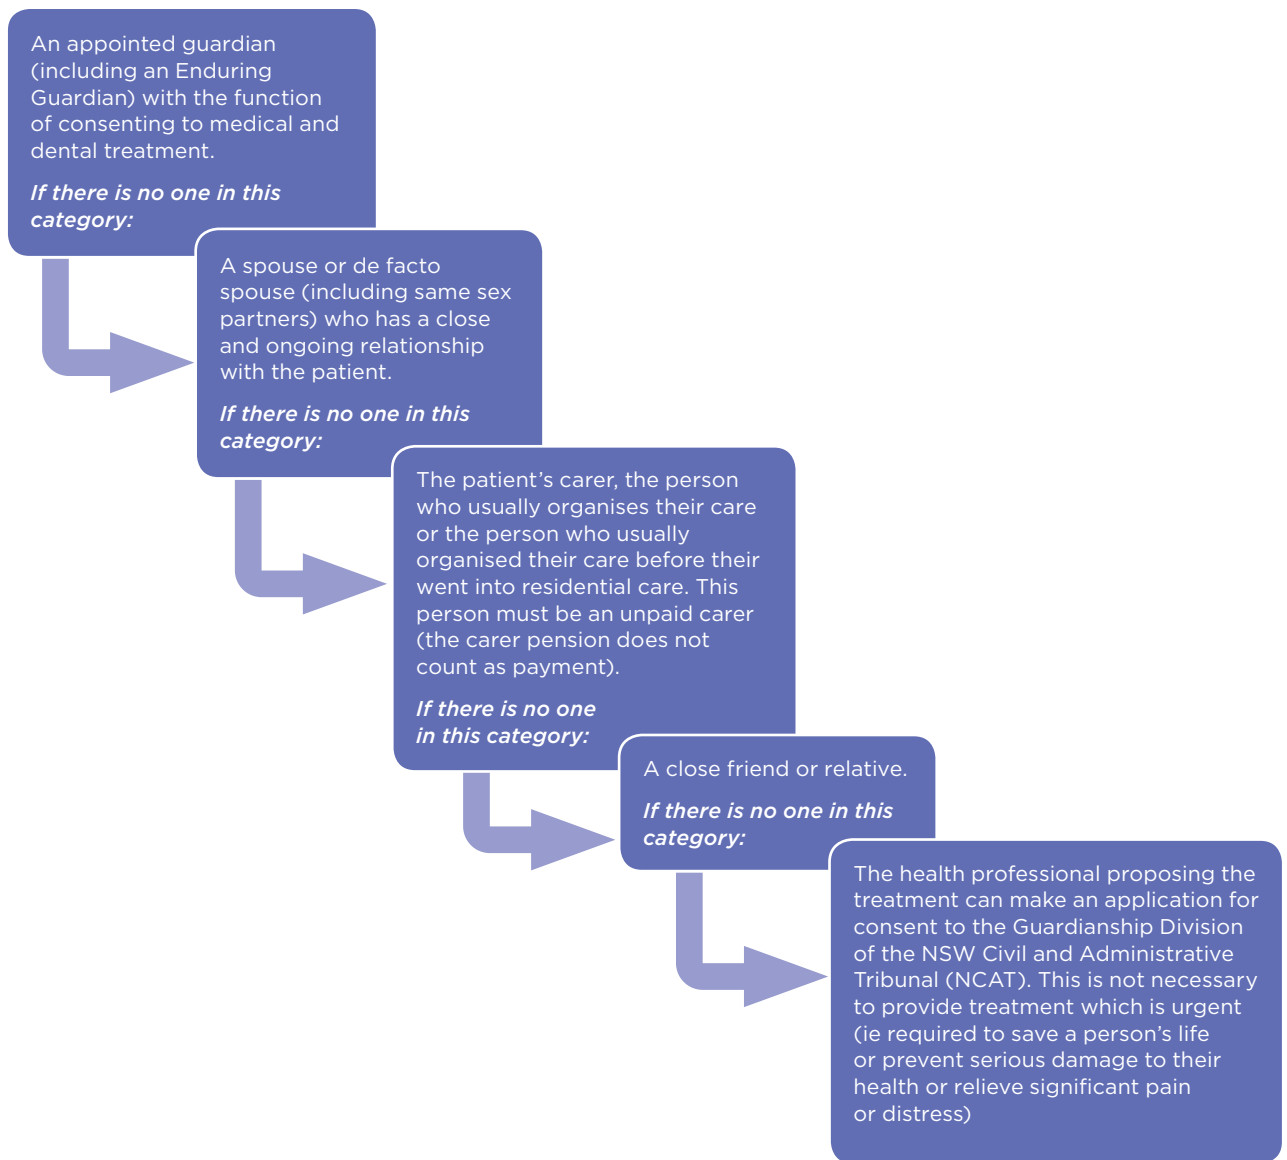 An appointed guardian
(including an Enduring
Guardian) with the function
of consenting to medical and
dental treatment.
If there is no one in this
category:
A spouse or de facto
spouse (including same sex
partners) who has a close
and ongoing relationship
with the patient.
If there is no one in this
category:
The patient’s carer, the person
who usually organises their care
or the person who usually
organised their care before their
went into residential care. This
person must be an unpaid carer
(the carer pension does not
count as payment).
If there is no one
in this category:
A close friend or relative.
If there is no one in this
category:
The health professional proposing the
treatment can make an application for
consent to the Guardianship Division
of the NSW Civil and Administrative
Tribunal (NCAT). This is not necessary
to provide treatment which is urgent
(ie required to save a person’s life
or prevent serious damage to their
health or relieve significant pain
or distress)